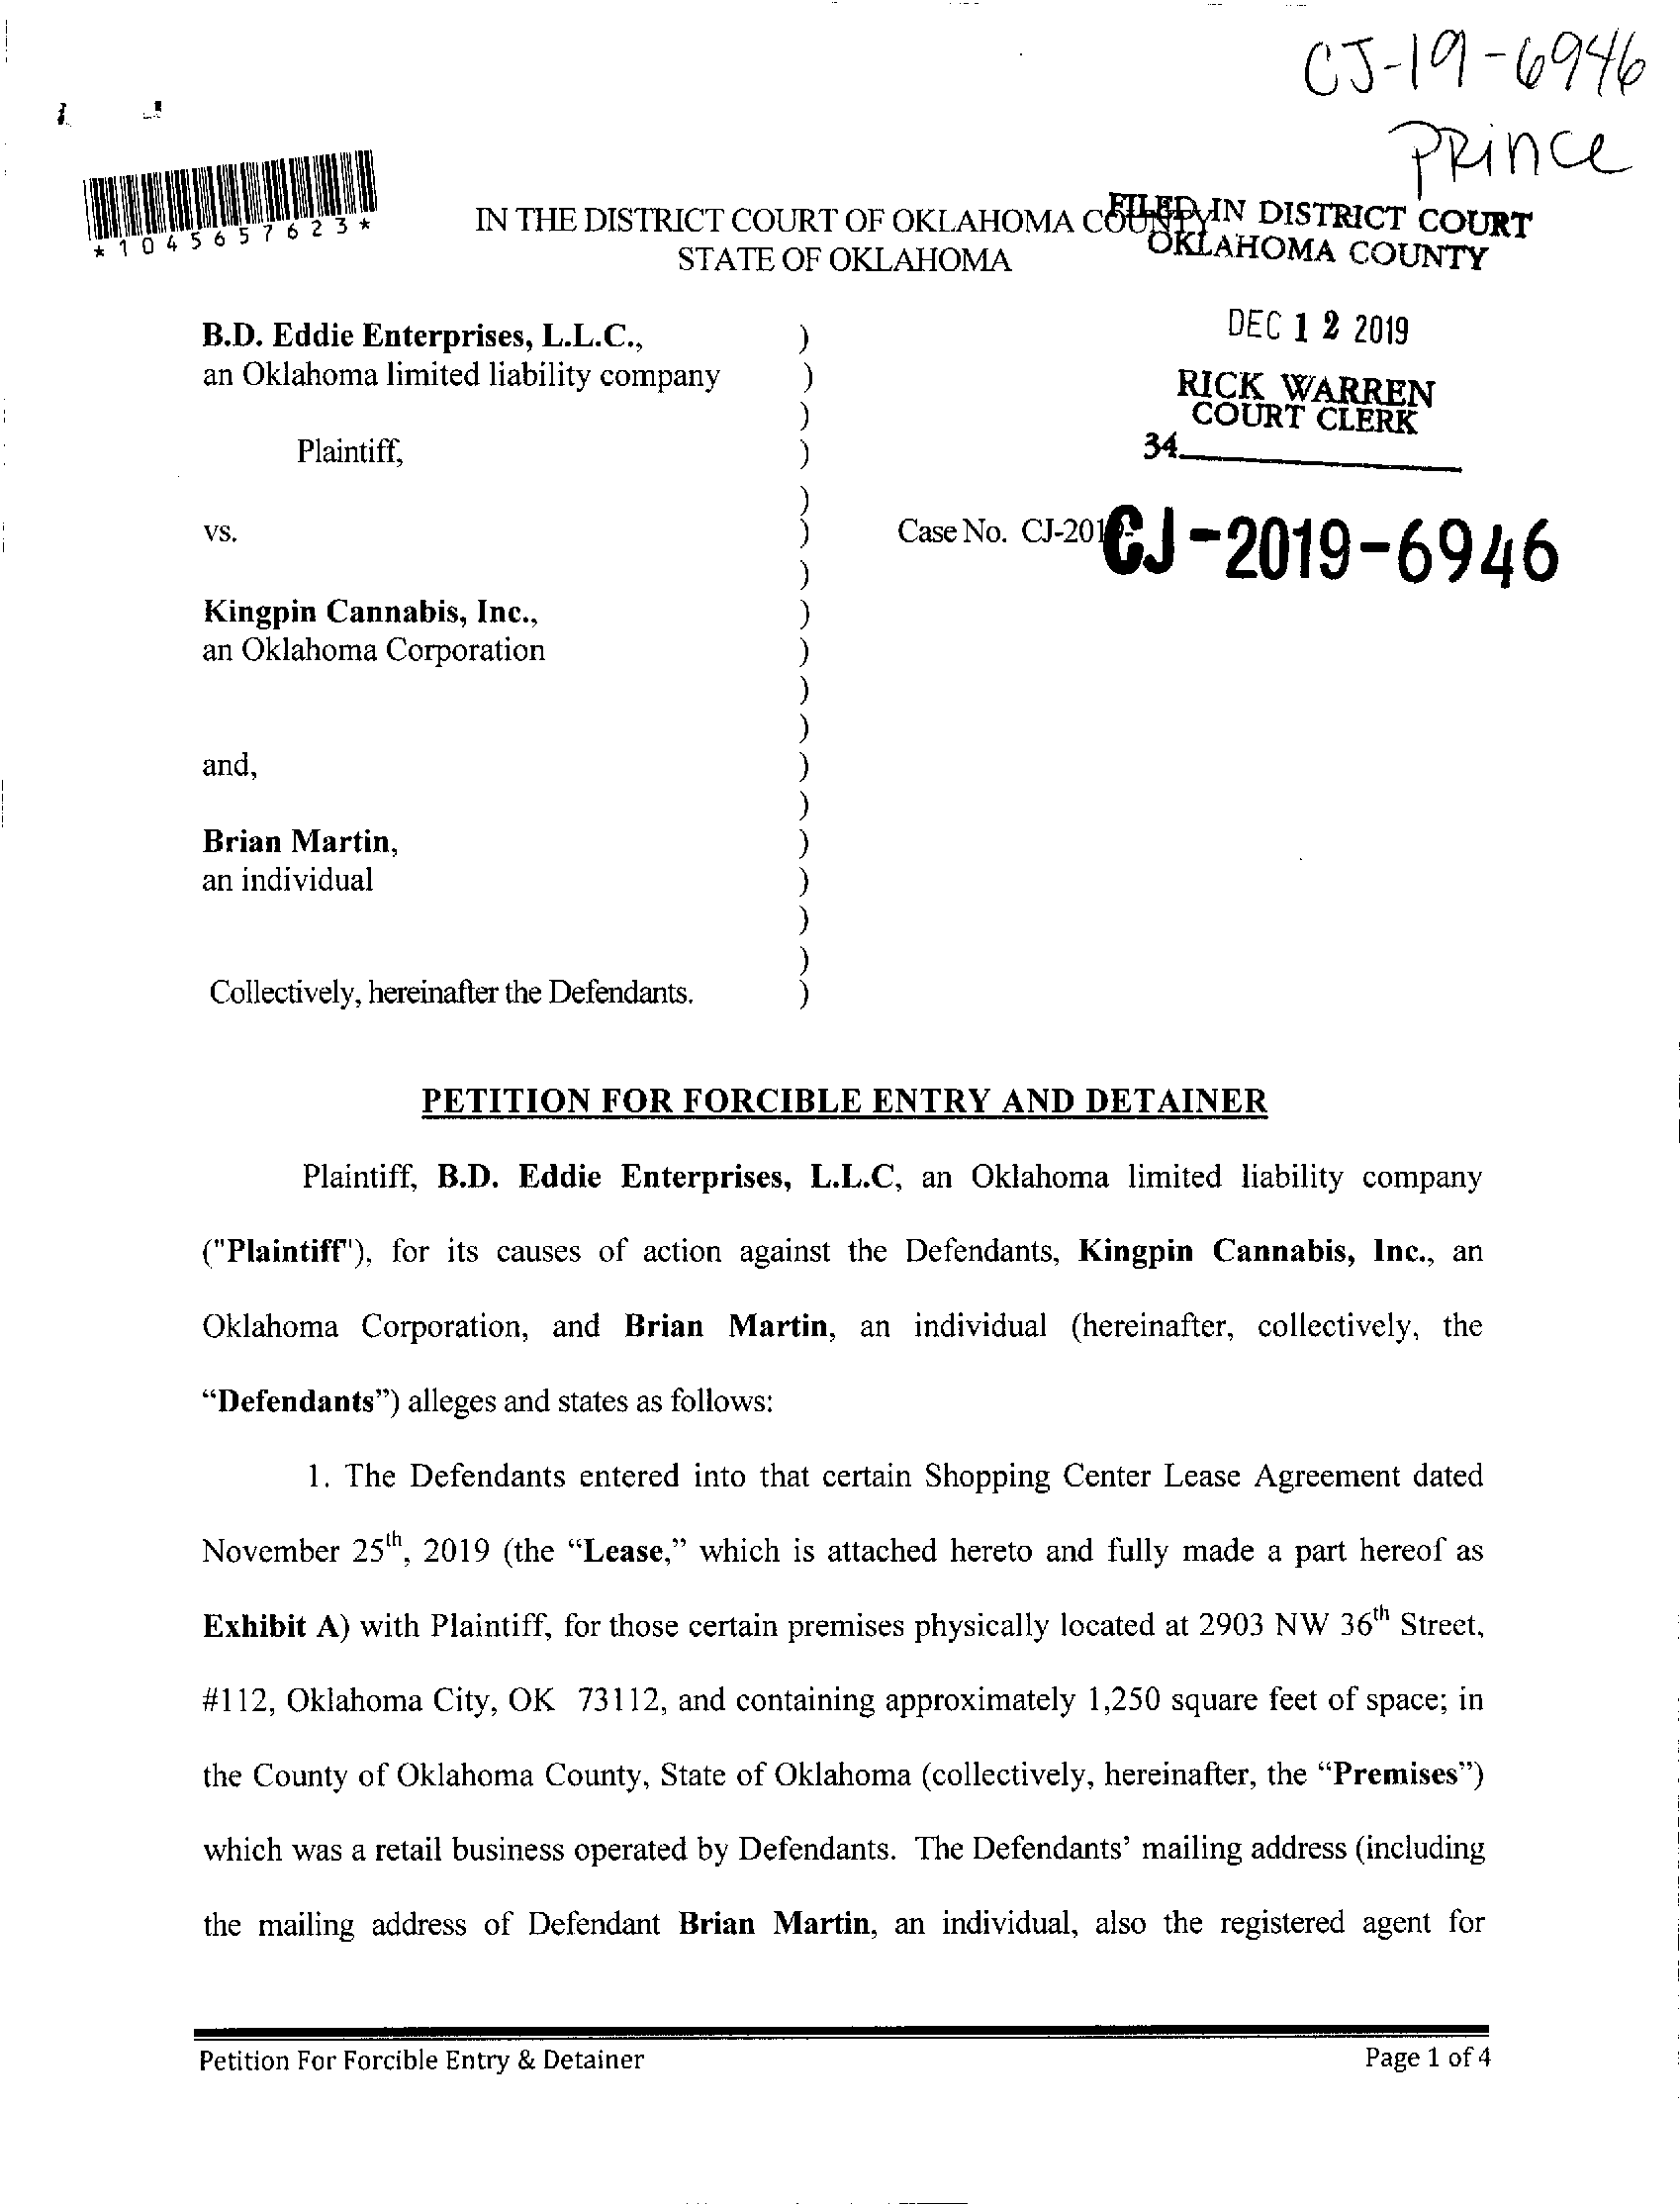 CJ-19-6946
PRince
*1045657623*
IN THE DISTRICT COURT OF OKLAHOMA COUNTY
STATE OF OKLAHOMA
FILED IN DISTRICT COURT
OKLAHOMA COUNTY
DEC 12 2019
RICK WARREN
COURT CLERK
34
B.D. Eddie Enterprises, L.L.C., )
an Oklahoma limited liability company )
)
Plaintiff, )
)
vs. )
Case No. CJ-2019-
CJ-2019-6946
)
Kingpin Cannabis, Inc., )
an Oklahoma Corporation )
)
)
and, )
)
Brian Martin, )
an individual )
)
)
Collectively, hereinafter the Defendants. )
PETITION FOR FORCIBLE ENTRY AND DETAINER
Plaintiff, B.D. Eddie Enterprises, L.L.C, an Oklahoma limited liability company
("Plaintiff"), for its causes of action against the Defendants, Kingpin Cannabis, Inc., an
Oklahoma Corporation, and Brian Martin, an individual (hereinafter, collectively, the
“Defendants”) alleges and states as follows:
1. The Defendants entered into that certain Shopping Center Lease Agreement dated
November 25th, 2019 (the “Lease,” which is attached hereto and fully made a part hereof as
Exhibit A) with Plaintiff, for those certain premises physically located at 2903 NW 36th Street,
#112, Oklahoma City, OK 73112, and containing approximately 1,250 square feet of space; in
the County of Oklahoma County, State of Oklahoma (collectively, hereinafter, the “Premises”)
which was a retail business operated by Defendants. The Defendants’ mailing address (including
the mailing address of Defendant Brian Martin, an individual, also the registered agent for
Petition For Forcible Entry & Detainer
Page 1 of 4